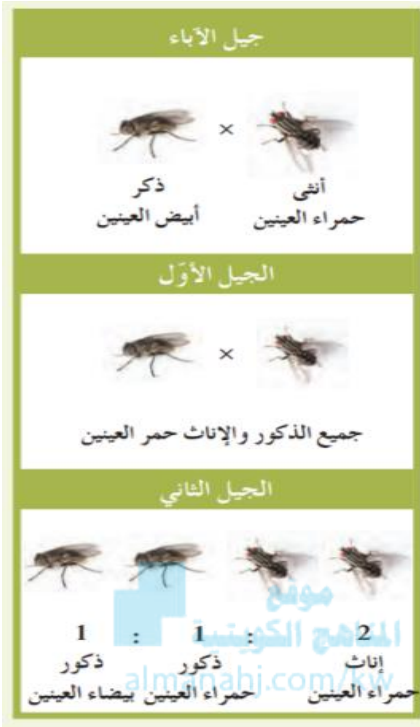 جيل الآباء
×
أنثى
حمراء العينين
ذكر
أبيض العينين
الجيل الأوّل
×
جميع الذكور والإناث حمر العينين
الجيل الثاني
موقع
المناهج الكويتية
almanahj.com/kw
2 : 1 : 1
إناث
حمراء العينين
ذكور
حمراء العينين
ذكور
بيضاء العينين